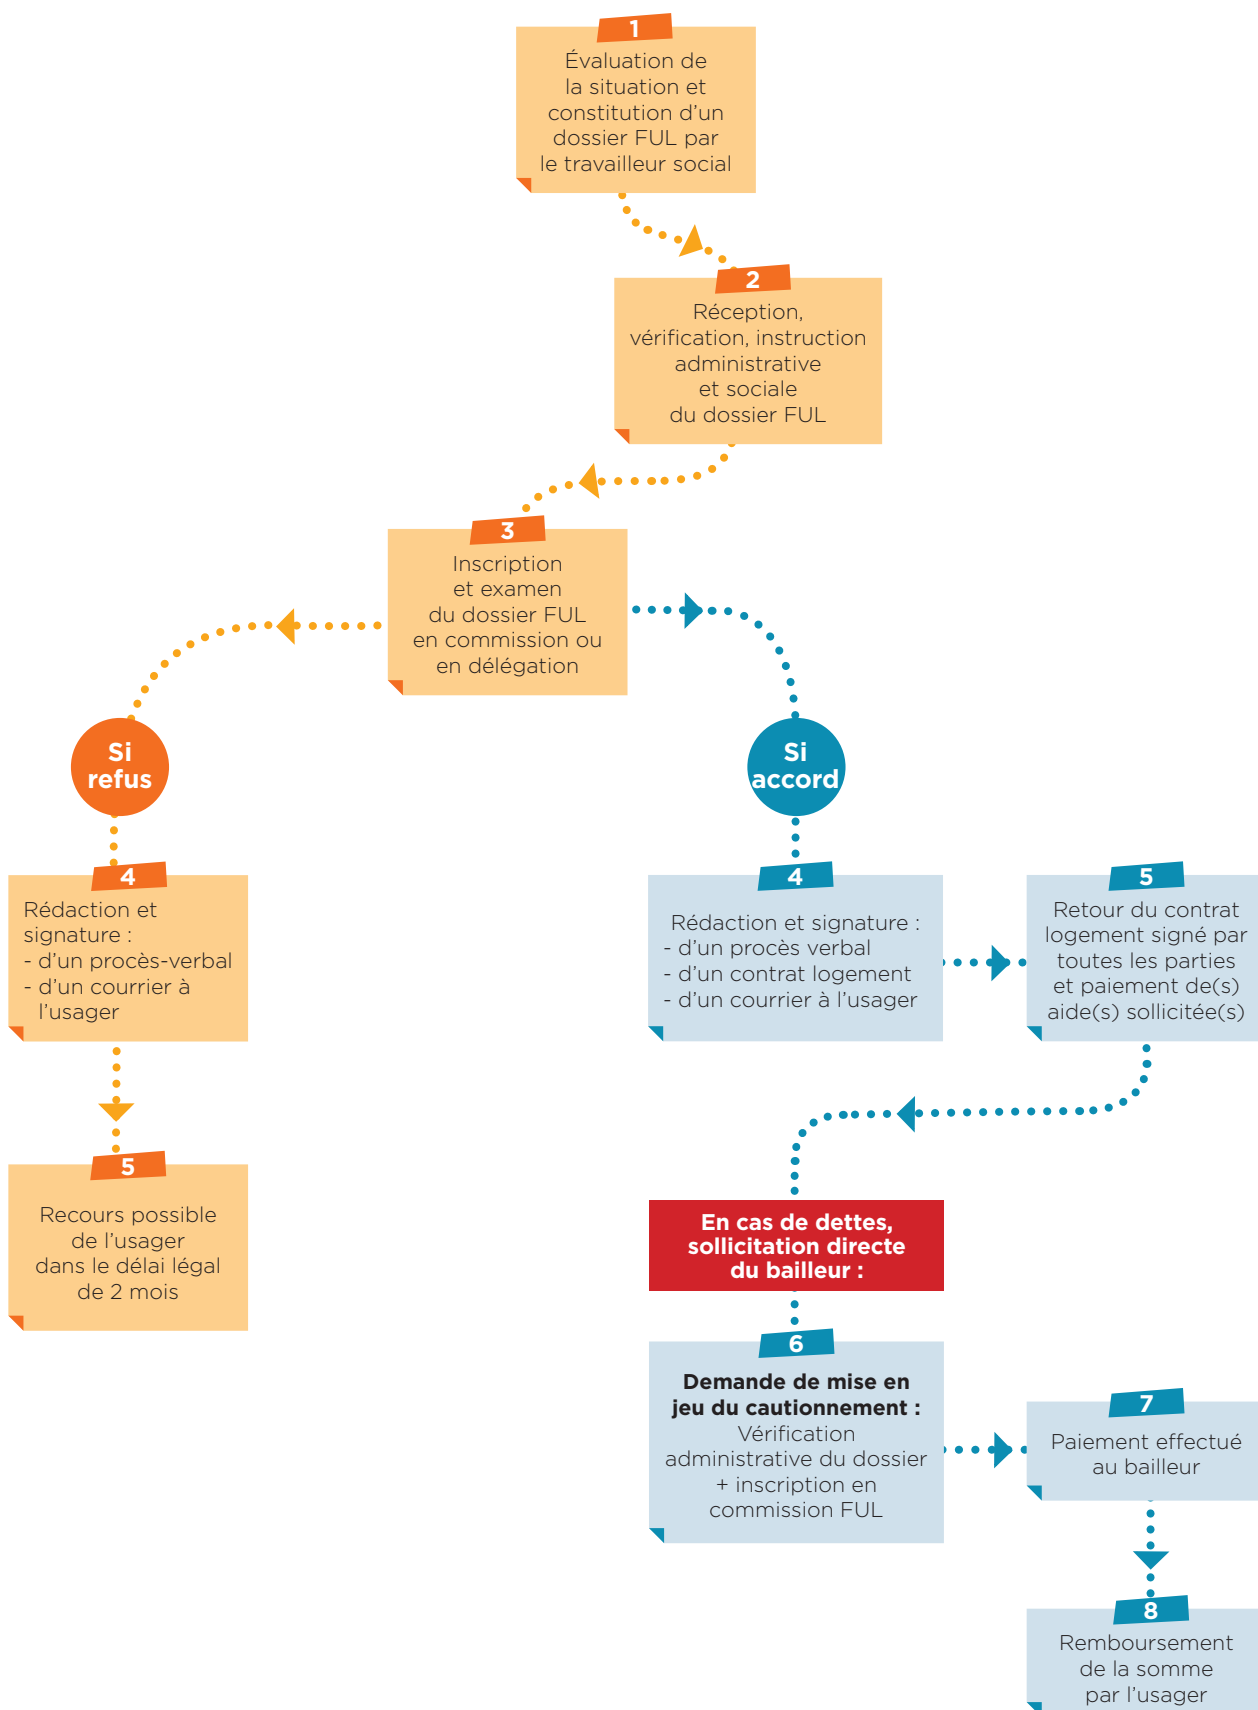 1
Évaluation de
la situation et
constitution d’un
dossier FUL par
le travailleur social
2
Réception,
vérification, instruction
administrative
et sociale
du dossier FUL
3
Inscription
et examen
du dossier FUL
en commission ou
en délégation
Si
refus
4
Rédaction et
signature :
- d’un procès-verbal
- d’un courrier à
l’usager
5
Recours possible
de l’usager
dans le délai légal
de 2 mois
Si
accord
4
Rédaction et signature :
- d’un procès verbal
- d’un contrat logement
- d’un courrier à l’usager
5
Retour du contrat
logement signé par
toutes les parties
et paiement de(s)
aide(s) sollicitée(s)
En cas de dettes,
sollicitation directe
du bailleur :
6
Demande de mise en
jeu du cautionnement :
Vérification
administrative du dossier
+ inscription en
commission FUL
7
Paiement effectué
au bailleur
8
Remboursement
de la somme
par l’usager